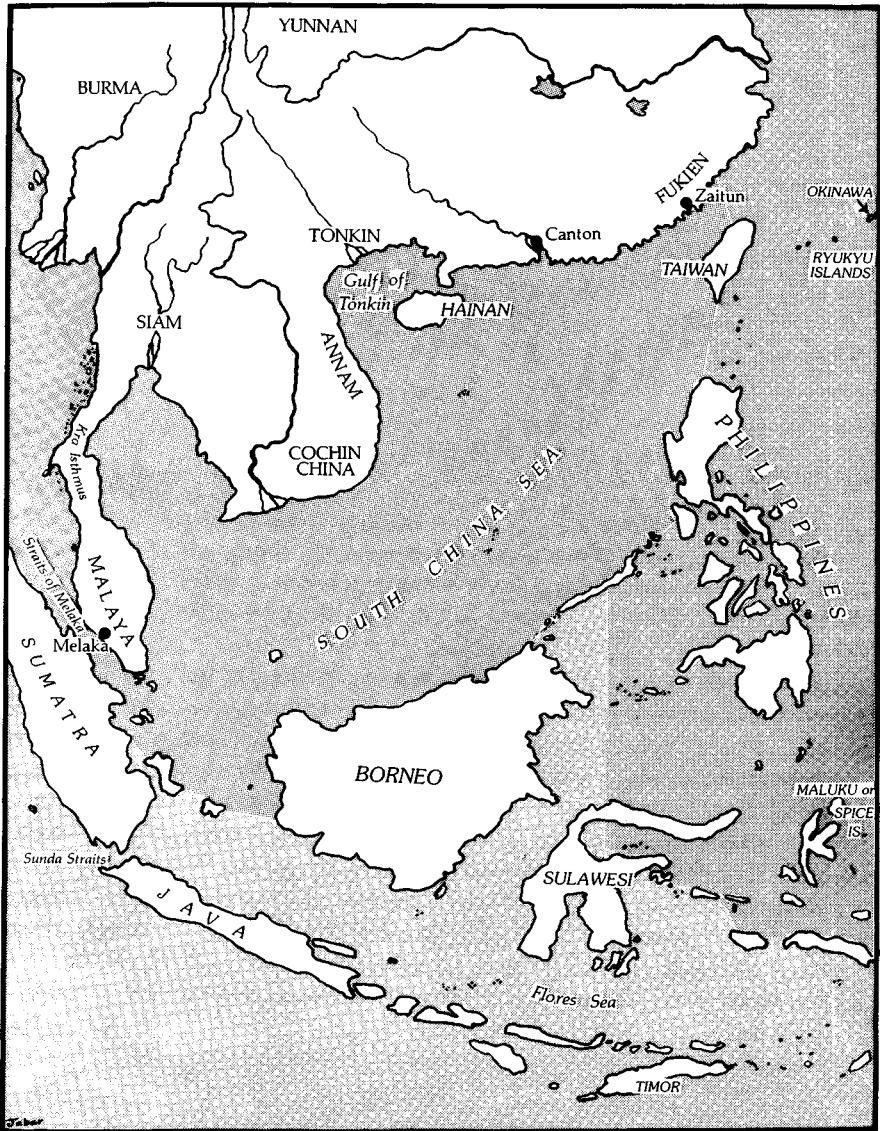 YUNNAN
BURMA
FUKIEN
Zaitun
OKINAWA
Canton
TONKIN
RYUKYU
ISLANDS
TAIWAN
Gulf of
Tonkin
HAINAN
SIAM
ANNAM
Kra Isthmus
COCHIN
CHINA
PHILIPPINES
SOUTH CHINA SEA
Straits of Melaka
MALAYA
Melaka
SUMATRA
BORNEO
MALUKU or
SPICE
IS.
Sunda Straits
SULAWESI
JAVA
Flores Sea
TIMOR
Jabar